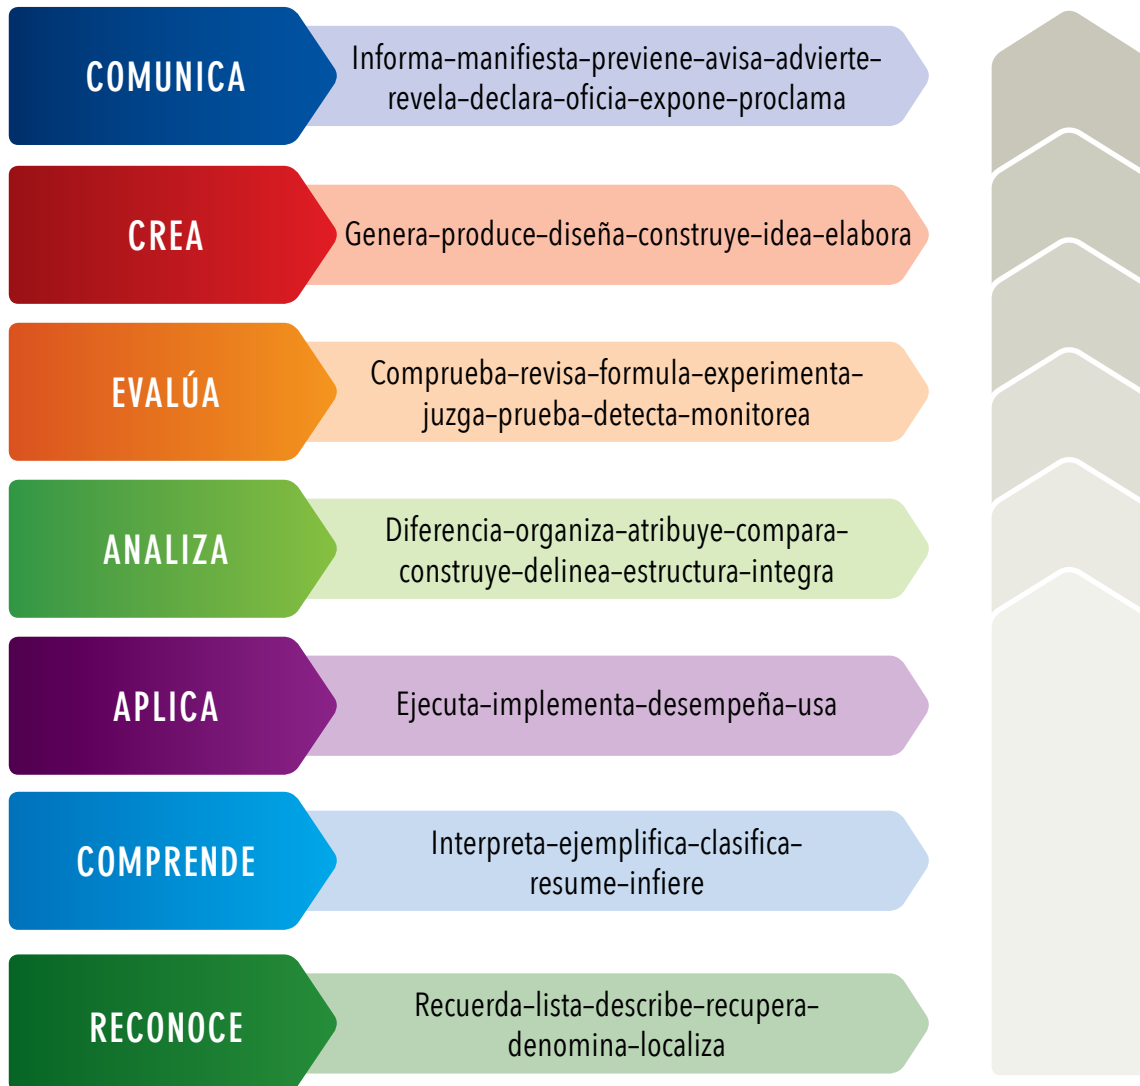 COMUNICA
Informa–manifiesta–previene–avisa–advierte–
revela–declara–oficia–expone–proclama
CREA
Genera–produce–diseña–construye–idea–elabora
EVALÚA
Comprueba–revisa–formula–experimenta–
juzga–prueba–detecta–monitorea
ANALIZA
Diferencia–organiza–atribuye–compara–
construye–delinea–estructura–integra
APLICA
Ejecuta–implementa–desempeña–usa
COMPRENDE
Interpreta–ejemplifica–clasifica–
resume–infiere
RECONOCE
Recuerda–lista–describe–recupera–
denomina–localiza